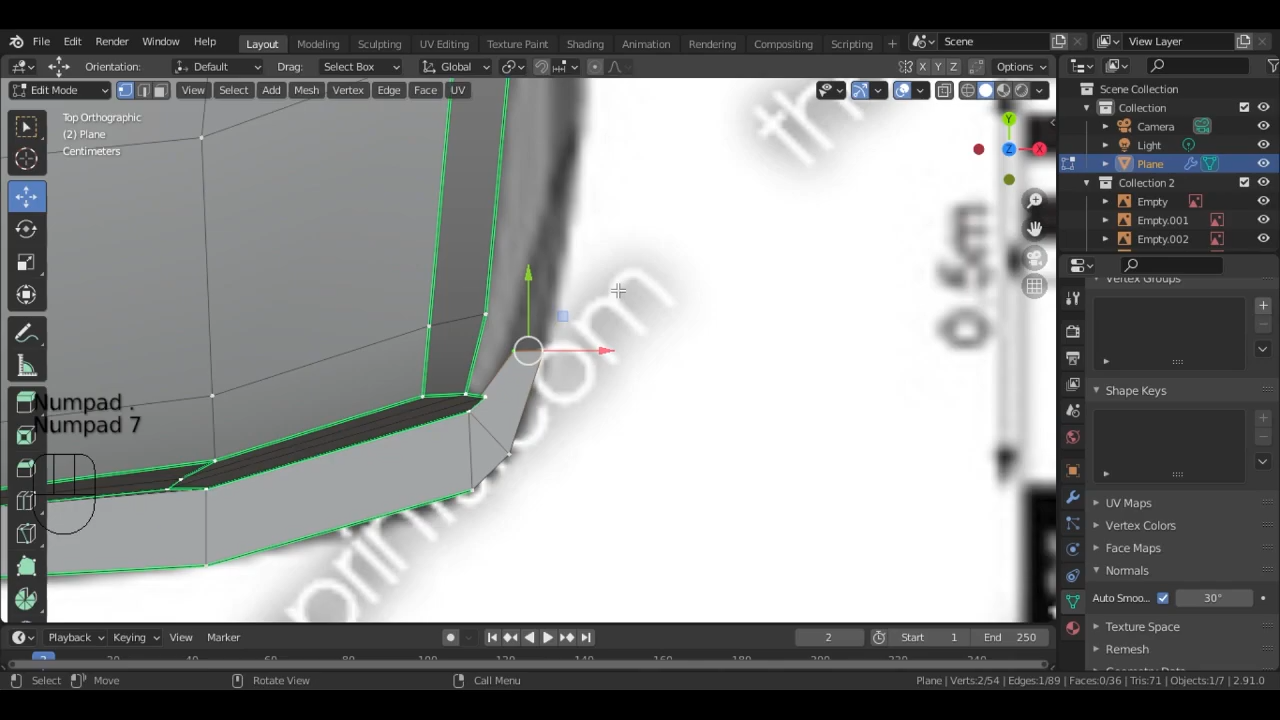 File Edit Render Window Help Layout Modeling Sculpting UV Editing Texture Paint Shading Animation Rendering Compositing Scripting + Scene View Layer
Orientation: Default Drag: Select Box Global X Y Z Options
Edit Mode View Select Add Mesh Vertex Edge Face UV
Top Orthographic
(2) Plane
Centimeters
Y
Z
X
Scene Collection
Collection
Camera
Light
Plane
Collection 2
Empty
Empty.001
Empty.002
Vertex Groups
Shape Keys
UV Maps
Vertex Colors
Face Maps
Normals
Auto Smoo... 30°
Texture Space
Remesh
Numpad .
Numpad 7
Playback Keying View Marker 2 Start 1 End 250
Select Move Rotate View Call Menu Plane | Verts:2/54 | Edges:1/89 | Faces:0/36 | Tris:71 | Objects:1/7 | 2.91.0